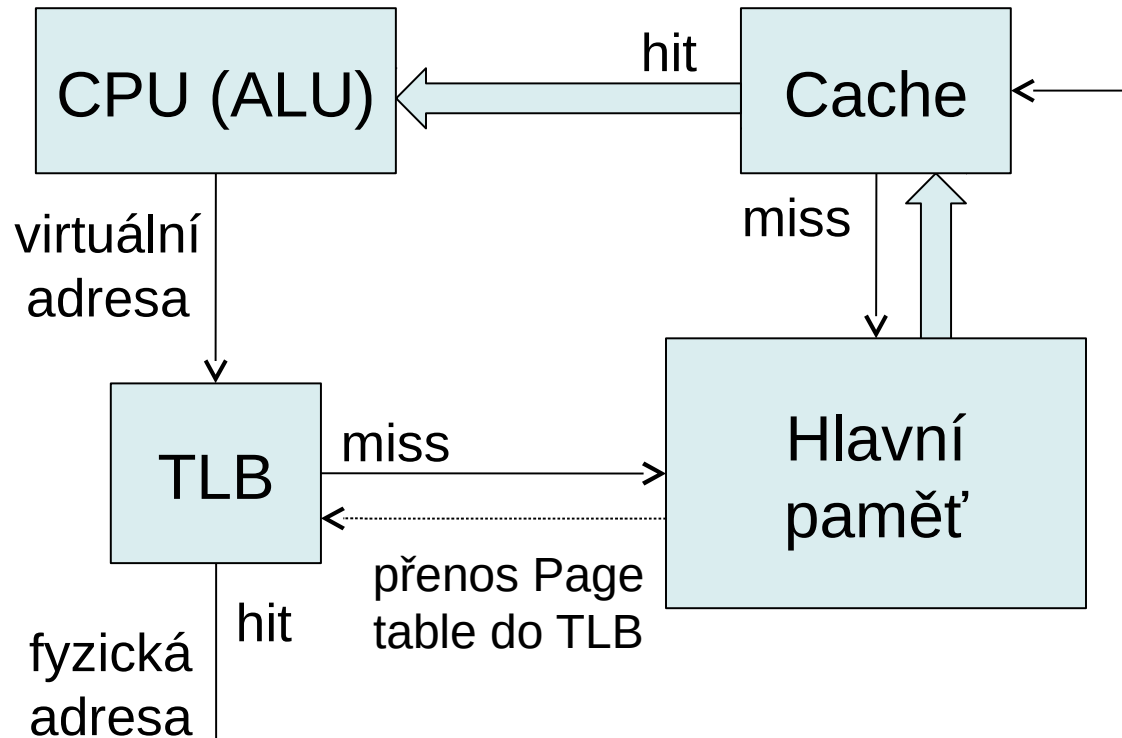 hit
CPU (ALU)
Cache
miss
virtuální
adresa
Hlavní
paměť
miss
TLB
přenos Page
table do TLB
hit
fyzická
adresa